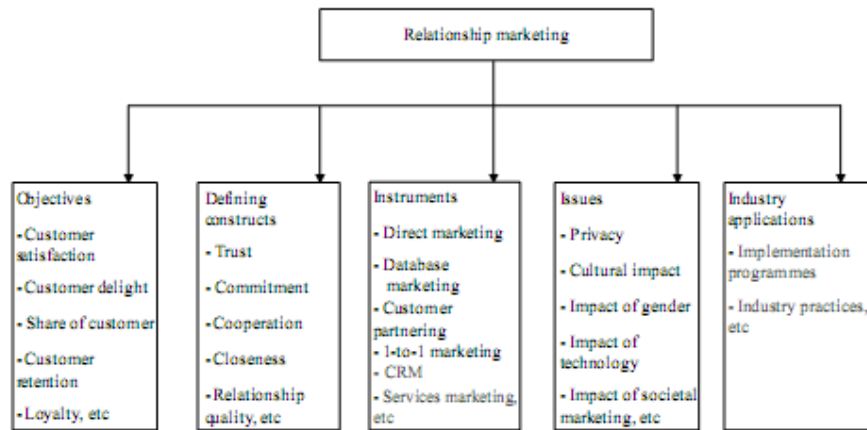 Relationship marketing
Objectives
- Customer
satisfaction
- Customer delight
- Share of customer
- Customer
retention
- Loyalty, etc
Defining
constructs
- Trust
- Commitment
- Cooperation
- Closeness
- Relationship
quality, etc
Instruments
- Direct marketing
- Database
marketing
- Customer
partnering
- 1-to-1 marketing
- CRM
- Services marketing,
etc
Issues
- Privacy
- Cultural impact
- Impact of gender
- Impact of
technology
- Impact of societal
marketing, etc
Industry
applications
- Implementation
programmes
- Industry practices,
etc